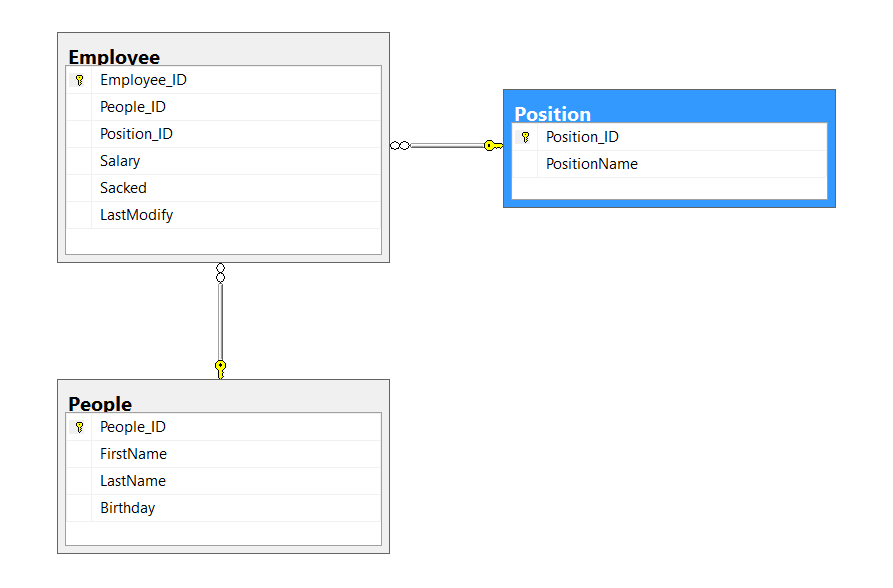 Employee
Employee_ID
People_ID
Position_ID
Salary
Sacked
LastModify
Position
Position_ID
PositionName
People
People_ID
FirstName
LastName
Birthday